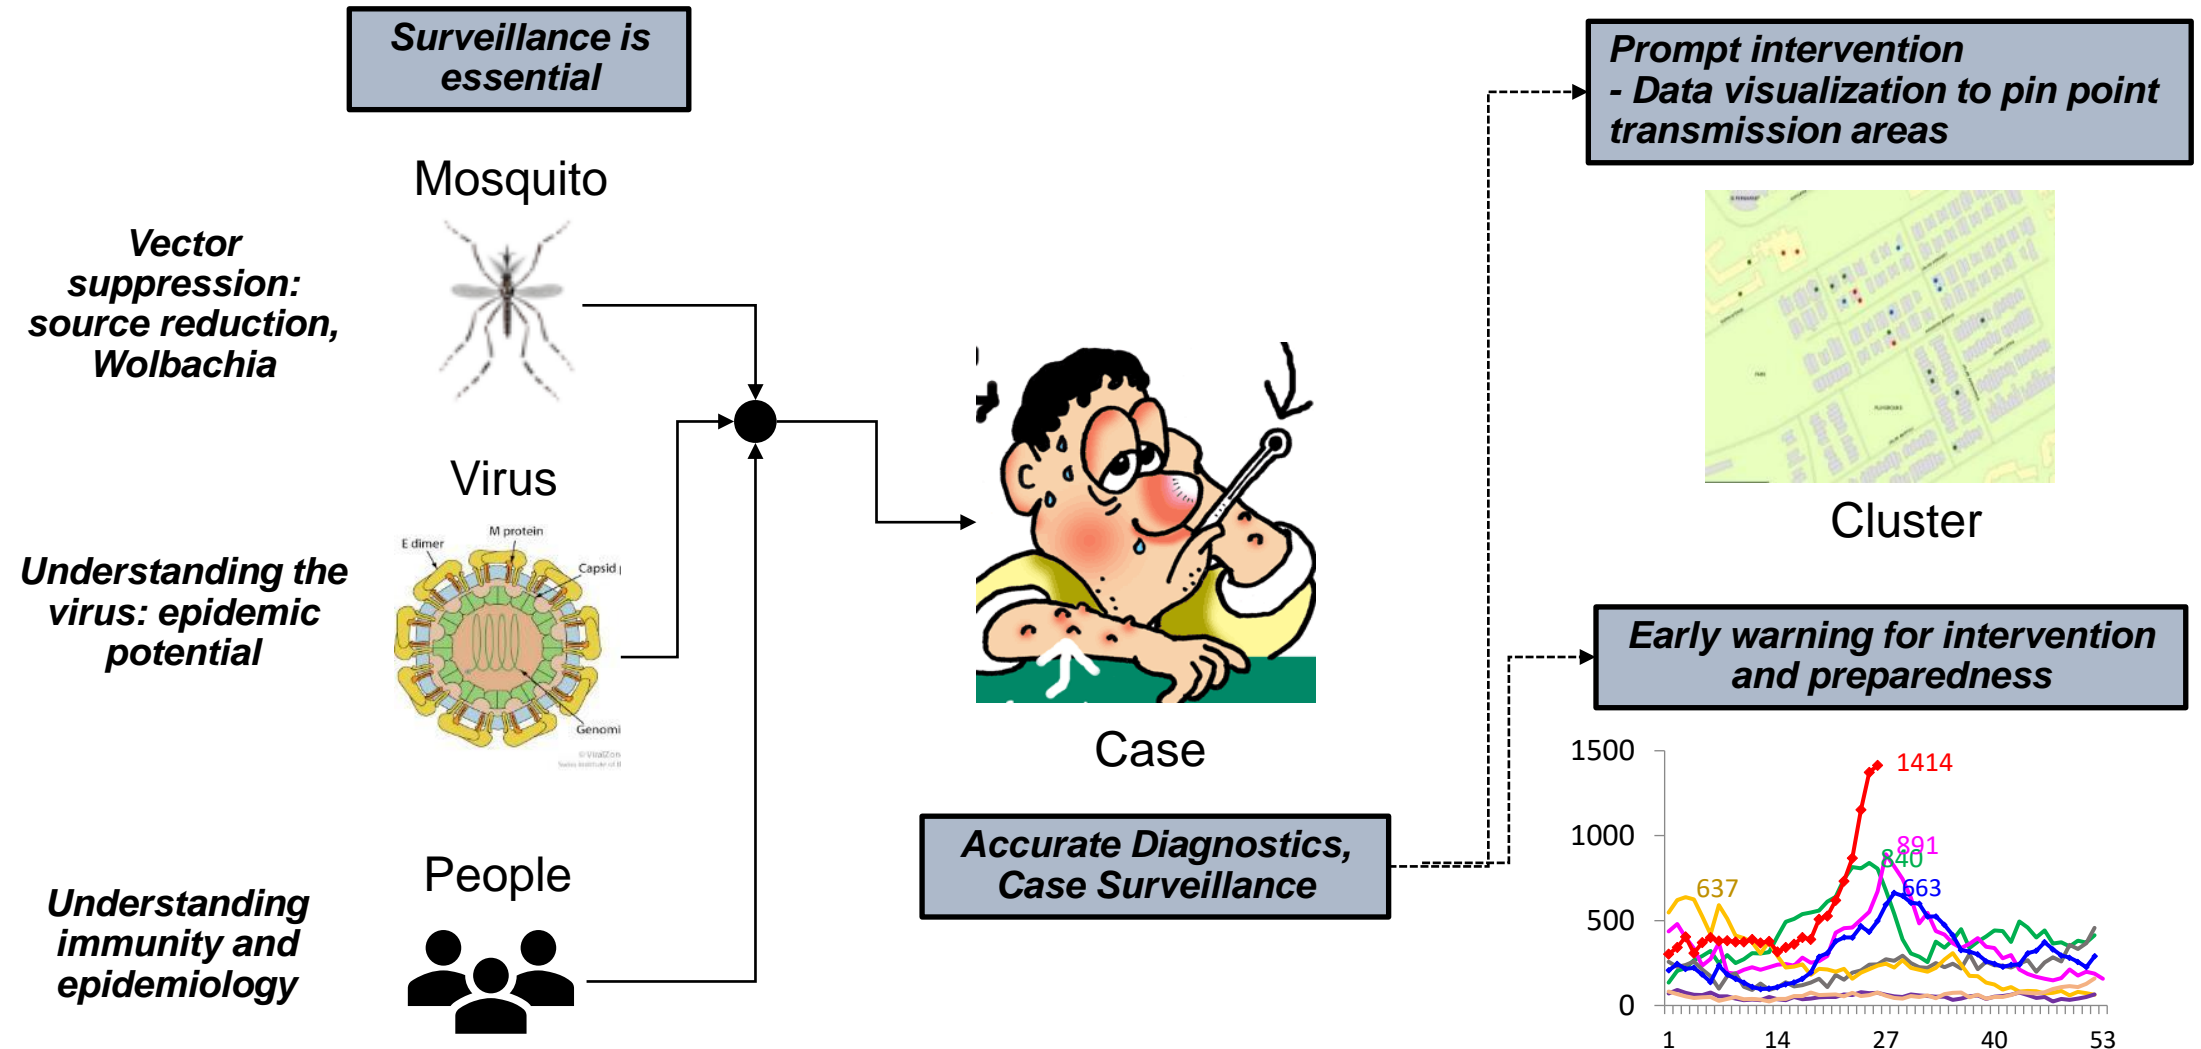 Surveillance is
essential
Mosquito
Vector
suppression:
source reduction,
Wolbachia
Virus
E dimer
M protein
Capsid
Genomi
Understanding the
virus: epidemic
potential
People
Understanding
immunity and
epidemiology
Case
Accurate Diagnostics,
Case Surveillance
Prompt intervention
- Data visualization to pin point
transmission areas
Cluster
Early warning for intervention
and preparedness
1500
1000
500
0
1414
891
840
663
637
1 14 27 40 53